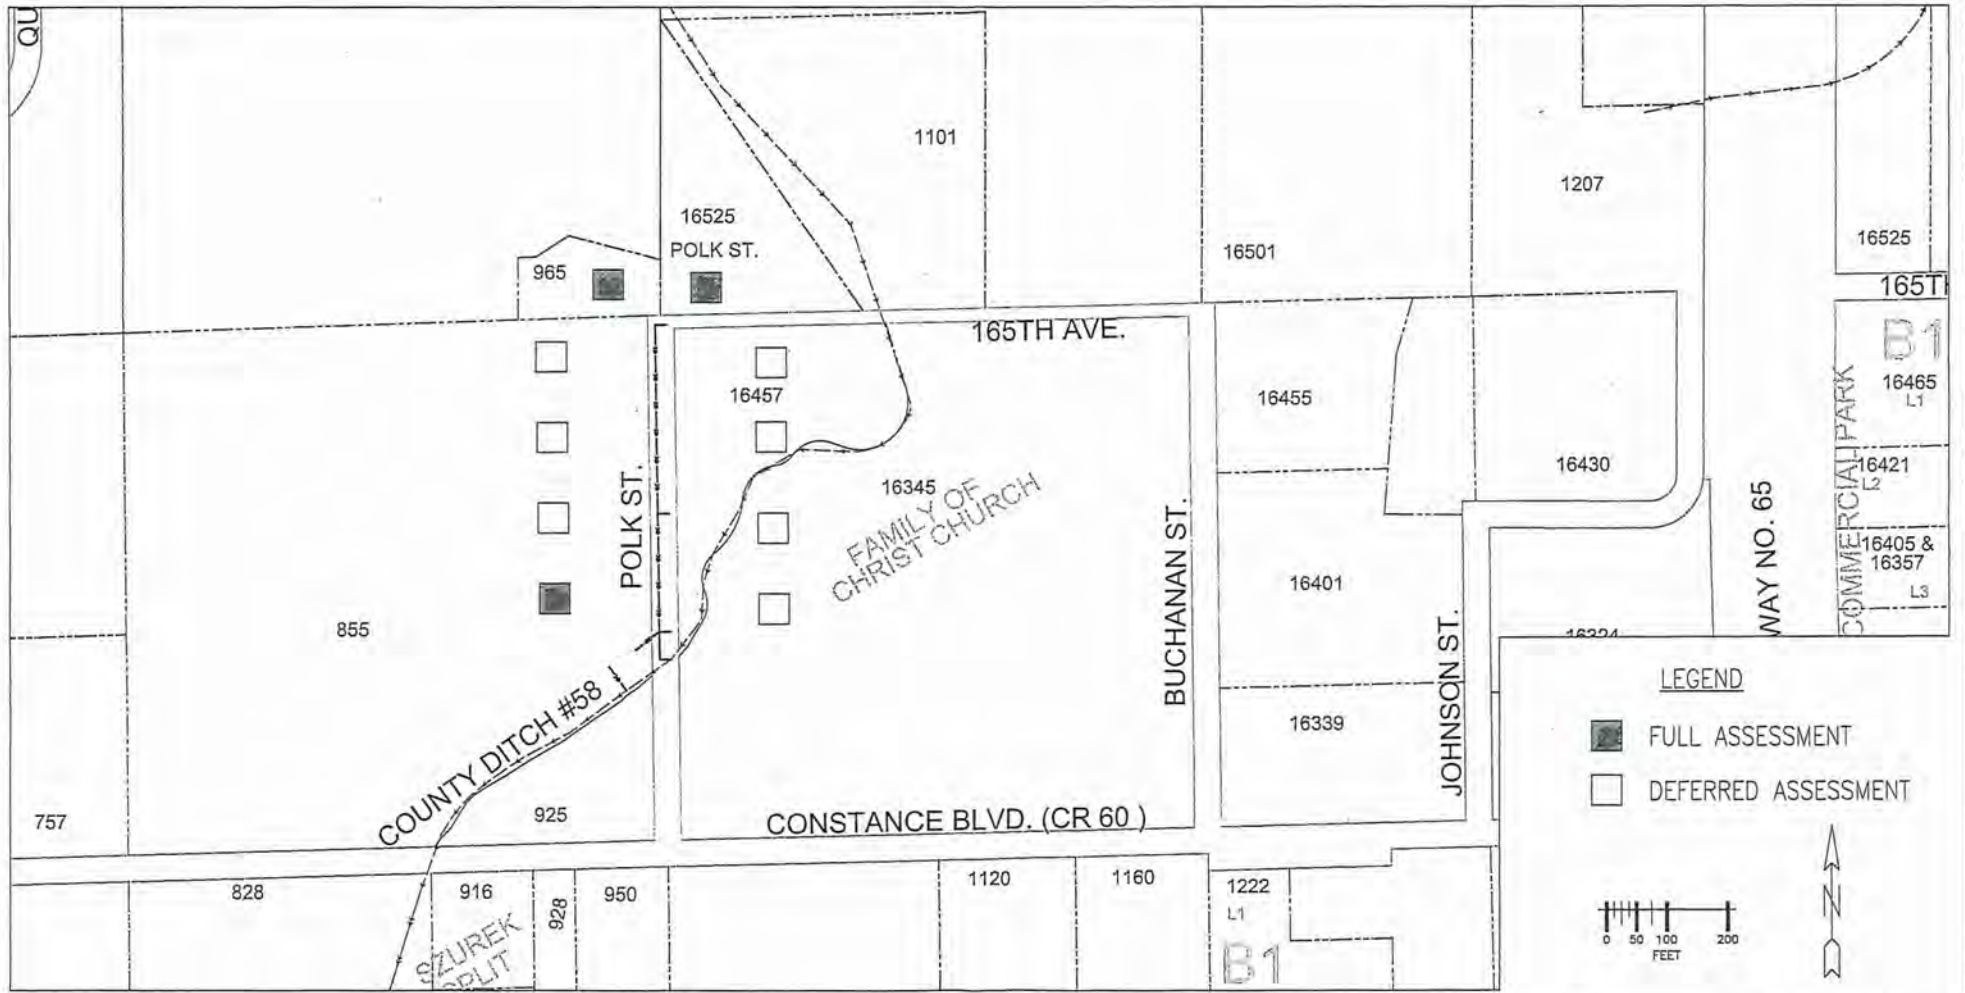 QU
1101
1207
16525
POLK ST.
965
16501
16525
165TH
165TH AVE.
B1
16465
L1
16457
16455
COMMERCIAL PARK
16430
16421
L2
16345
FAMILY OF
CHRIST CHURCH
POLK ST.
BUCHANAN ST.
WAY NO. 65
16405 &
16357
L3
16401
855
JOHNSON ST.
16324
COUNTY DITCH #58
16339
757
925
CONSTANCE BLVD. (CR 60 )
828
916
928
950
1120
1160
1222
L1
B1
SZUREK
SPLIT
LEGEND
FULL ASSESSMENT
DEFERRED ASSESSMENT
N
0 50 100 200
FEET